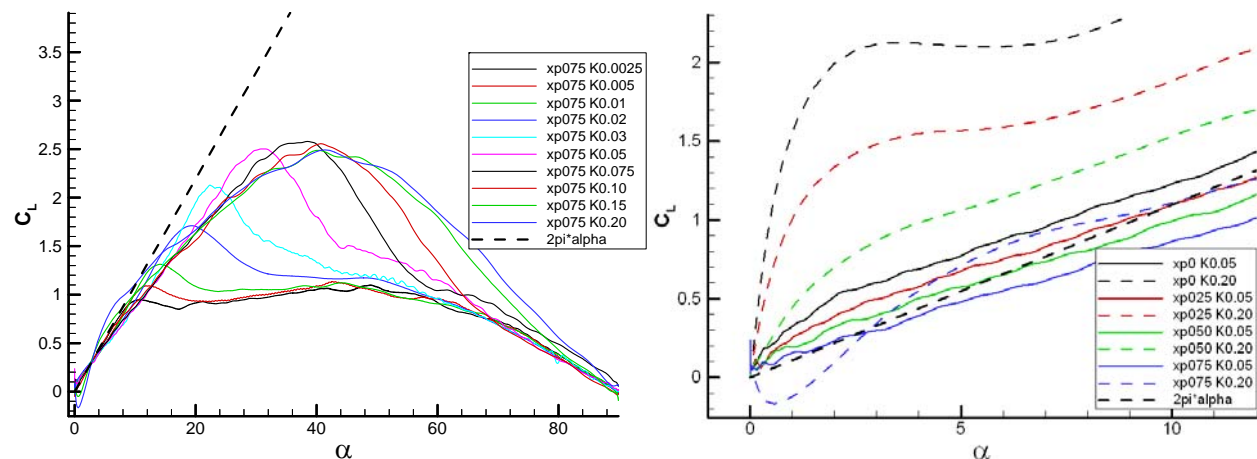 3.5
3
2.5
2
1.5
1
0.5
0
C_L
0 20 40 60 80
α
xp075 K0.0025
xp075 K0.005
xp075 K0.01
xp075 K0.02
xp075 K0.03
xp075 K0.05
xp075 K0.075
xp075 K0.10
xp075 K0.15
xp075 K0.20
2pi*alpha
2
1.5
1
0.5
0
C_L
0 5 10
α
xp0 K0.05
xp0 K0.20
xp025 K0.05
xp025 K0.20
xp050 K0.05
xp050 K0.20
xp075 K0.05
xp075 K0.20
2pi*alpha